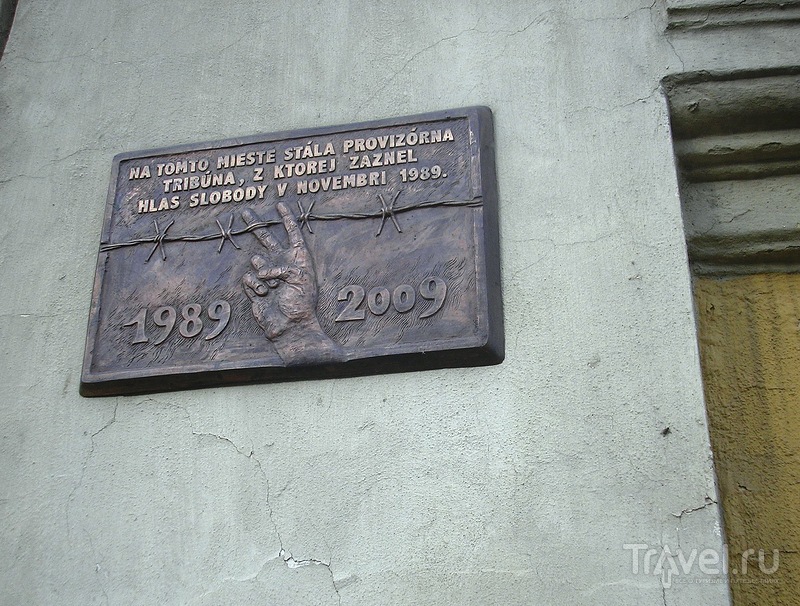 NA TOMTO MIESTE STÁLA PROVIZÓRNA
TRIBÚNA, Z KTOREJ ZAZNEL
HLAS SLOBODY V NOVEMBRI 1989.
1989 2009
Travel.ru